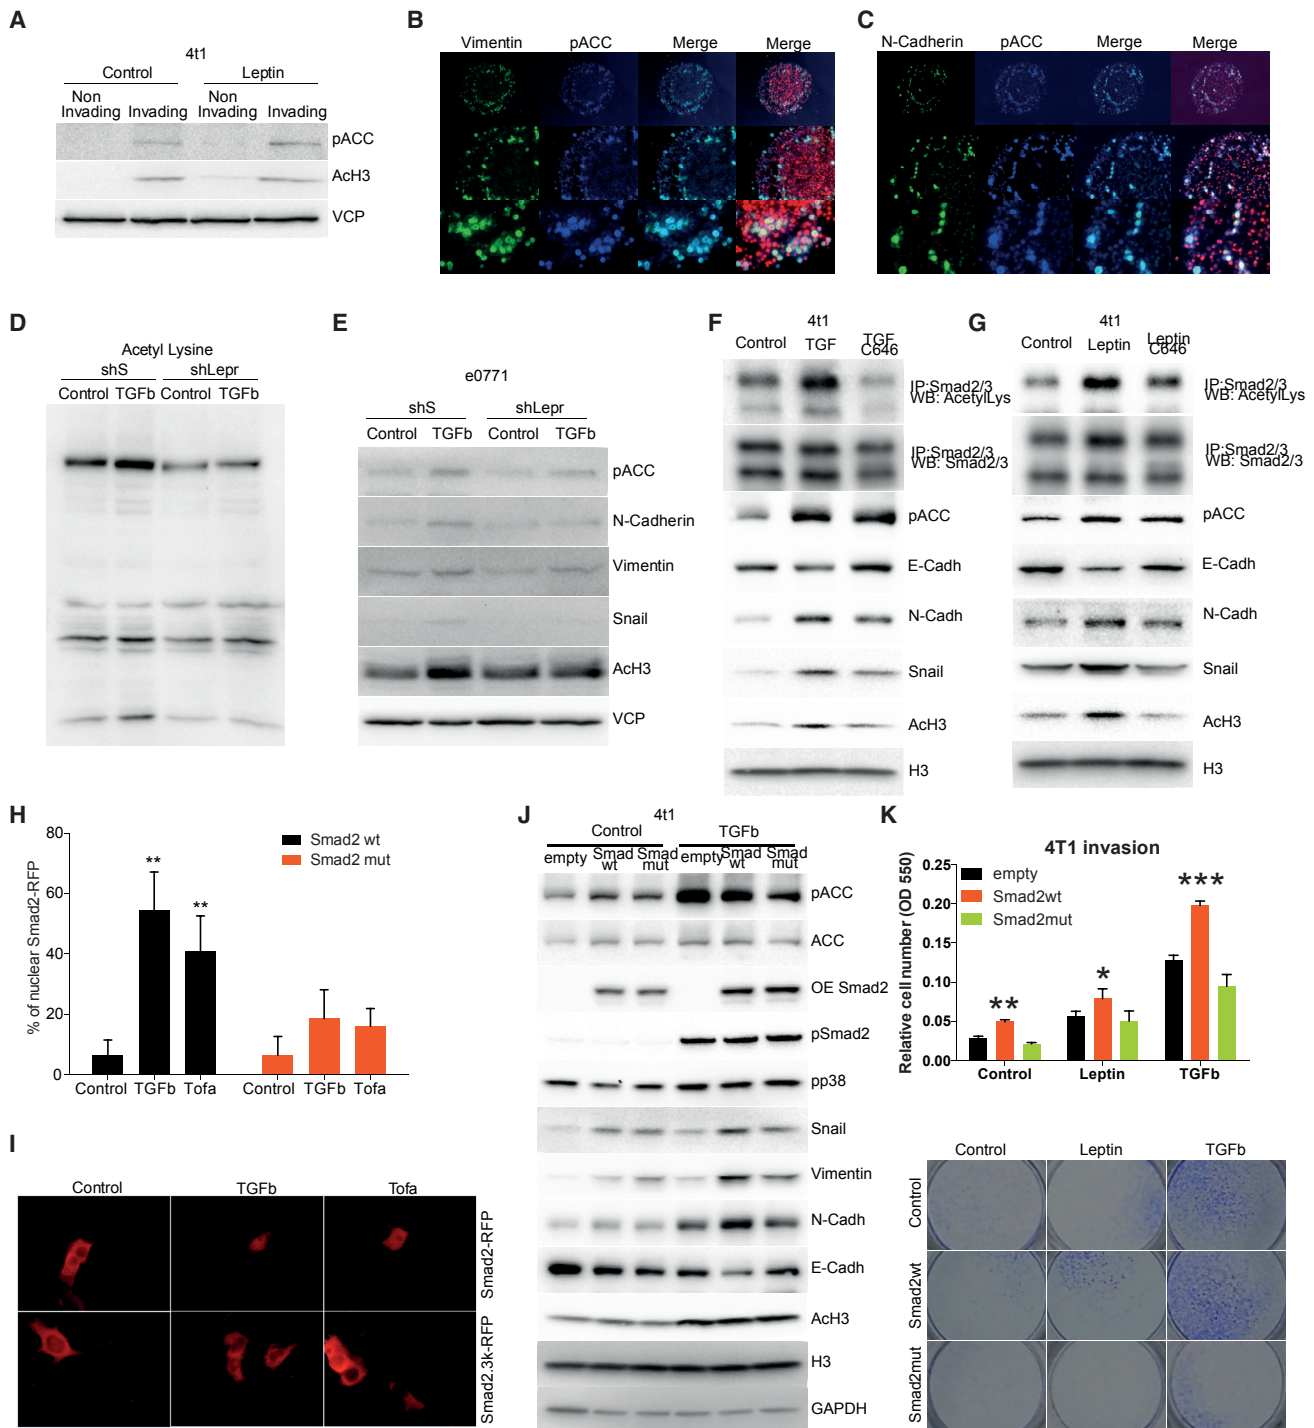 A
4t1
Control Leptin
Non Invading Invading Non Invading Invading
pACC
AcH3
VCP
B
Vimentin pACC Merge Merge
C
N-Cadherin pACC Merge Merge
D
Acetyl Lysine
shS shLepr
Control TGFb Control TGFb
E
e0771
shS shLepr
Control TGFb Control TGFb
pACC
N-Cadherin
Vimentin
Snail
AcH3
VCP
F
4t1
Control TGF TGF C646
IP:Smad2/3
WB: AcetylLys
IP:Smad2/3
WB: Smad2/3
pACC
E-Cadh
N-Cadh
Snail
AcH3
H3
G
4t1
Control Leptin Leptin C646
IP:Smad2/3
WB: AcetylLys
IP:Smad2/3
WB: Smad2/3
pACC
E-Cadh
N-Cadh
Snail
AcH3
H3
H
% of nuclear Smad2-RFP
80
60
40
20
0
** **
Smad2 wt
Smad2 mut
Control TGFb Tofa Control TGFb Tofa
I
Control TGFb Tofa
Smad2-RFP
Smad2.3k-RFP
J
4t1
Control TGFb
empty Smad wt Smad mut empty Smad wt Smad mut
pACC
ACC
OE Smad2
pSmad2
pp38
Snail
Vimentin
N-Cadh
E-Cadh
AcH3
H3
GAPDH
K
4T1 invasion
Relative cell number (OD 550)
0.25
0.20
0.15
0.10
0.05
0.00
empty
Smad2wt
Smad2mut
** * ***
Control Leptin TGFb
Control Leptin TGFb
Control
Smad2wt
Smad2mut